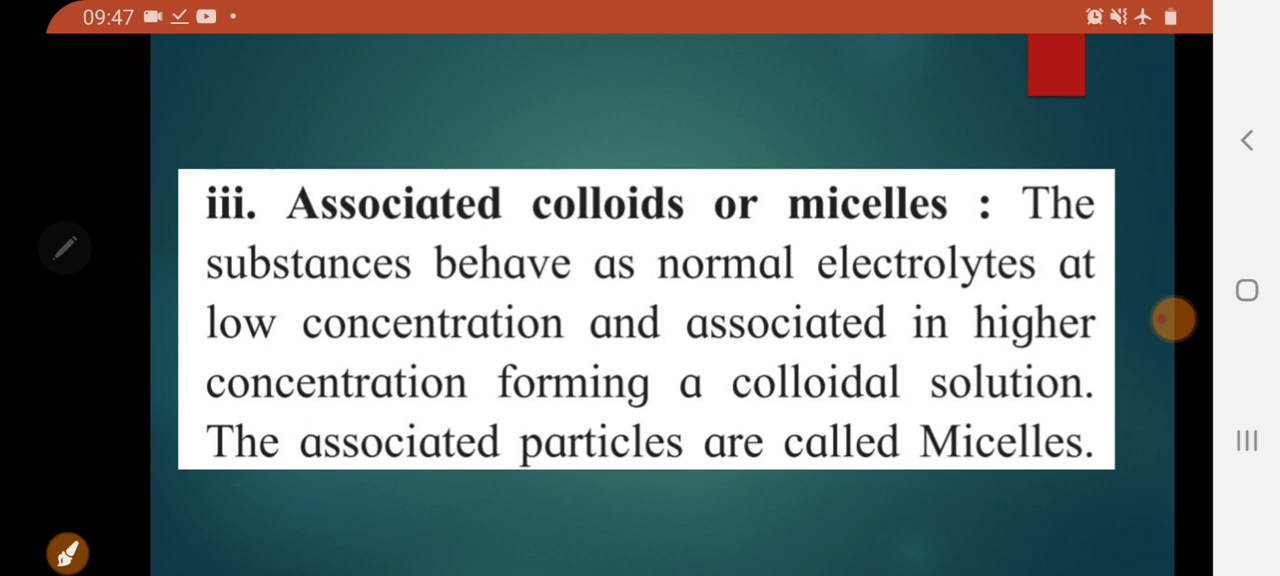 09:47
iii. Associated colloids or micelles : The
substances behave as normal electrolytes at
low concentration and associated in higher
concentration forming a colloidal solution.
The associated particles are called Micelles.